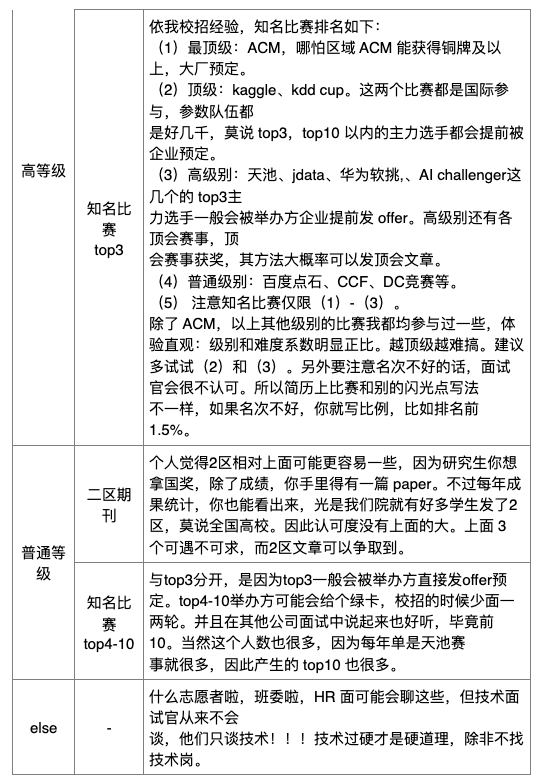 依我校招经验，知名比赛排名如下：
（1）最顶级：ACM，哪怕区域 ACM 能获得铜牌及以
上，大厂预定。
（2）顶级：kaggle、kdd cup。这两个比赛都是国际参
与，参数队伍都
是好几千，莫说 top3，top10 以内的主力选手都会提前被
企业预定。
高等级
知名比
赛
top3
（3）高级别：天池、jdata、华为软挑,、AI challenger这
几个的 top3主
力选手一般会被举办方企业提前发 offer。高级别还有各
顶会赛事，顶
会赛事获奖，其方法大概率可以发顶会文章。
（4）普通级别：百度点石、CCF、DC竞赛等。
（5） 注意知名比赛仅限（1）-（3）。
除了 ACM，以上其他级别的比赛我都均参与过一些，体
验直观：级别和难度系数明显正比。越顶级越难搞。建议
多试试（2）和（3）。另外要注意名次不好的话，面试
官会很不认可。所以简历上比赛和别的闪光点写法
不一样，如果名次不好，你就写比例，比如排名前
1.5%。
普通等
级
二区期
刊
个人觉得2区相对上面可能更容易一些，因为研究生你想
拿国奖，除了成绩，你手里得有一篇 paper。不过每年成
果统计，你也能看出来，光是我们院就有好多学生发了2
区，莫说全国高校。因此认可度没有上面的大。上面 3
个可遇不可求，而2区文章可以争取到。
知名比
赛
top4-10
与top3分开，是因为top3一般会被举办方直接发offer预
定。top4-10举办方可能会给个绿卡，校招的时候少面一
两轮。并且在其他公司面试中说起来也好听，毕竟前
10。当然这个人数也很多，因为每年单是天池赛
事就很多，因此产生的 top10 也很多。
else
-
什么志愿者啦，班委啦，HR 面可能会聊这些，但技术面
试官从来不会
谈，他们只谈技术！！！技术过硬才是硬道理，除非不找
技术岗。